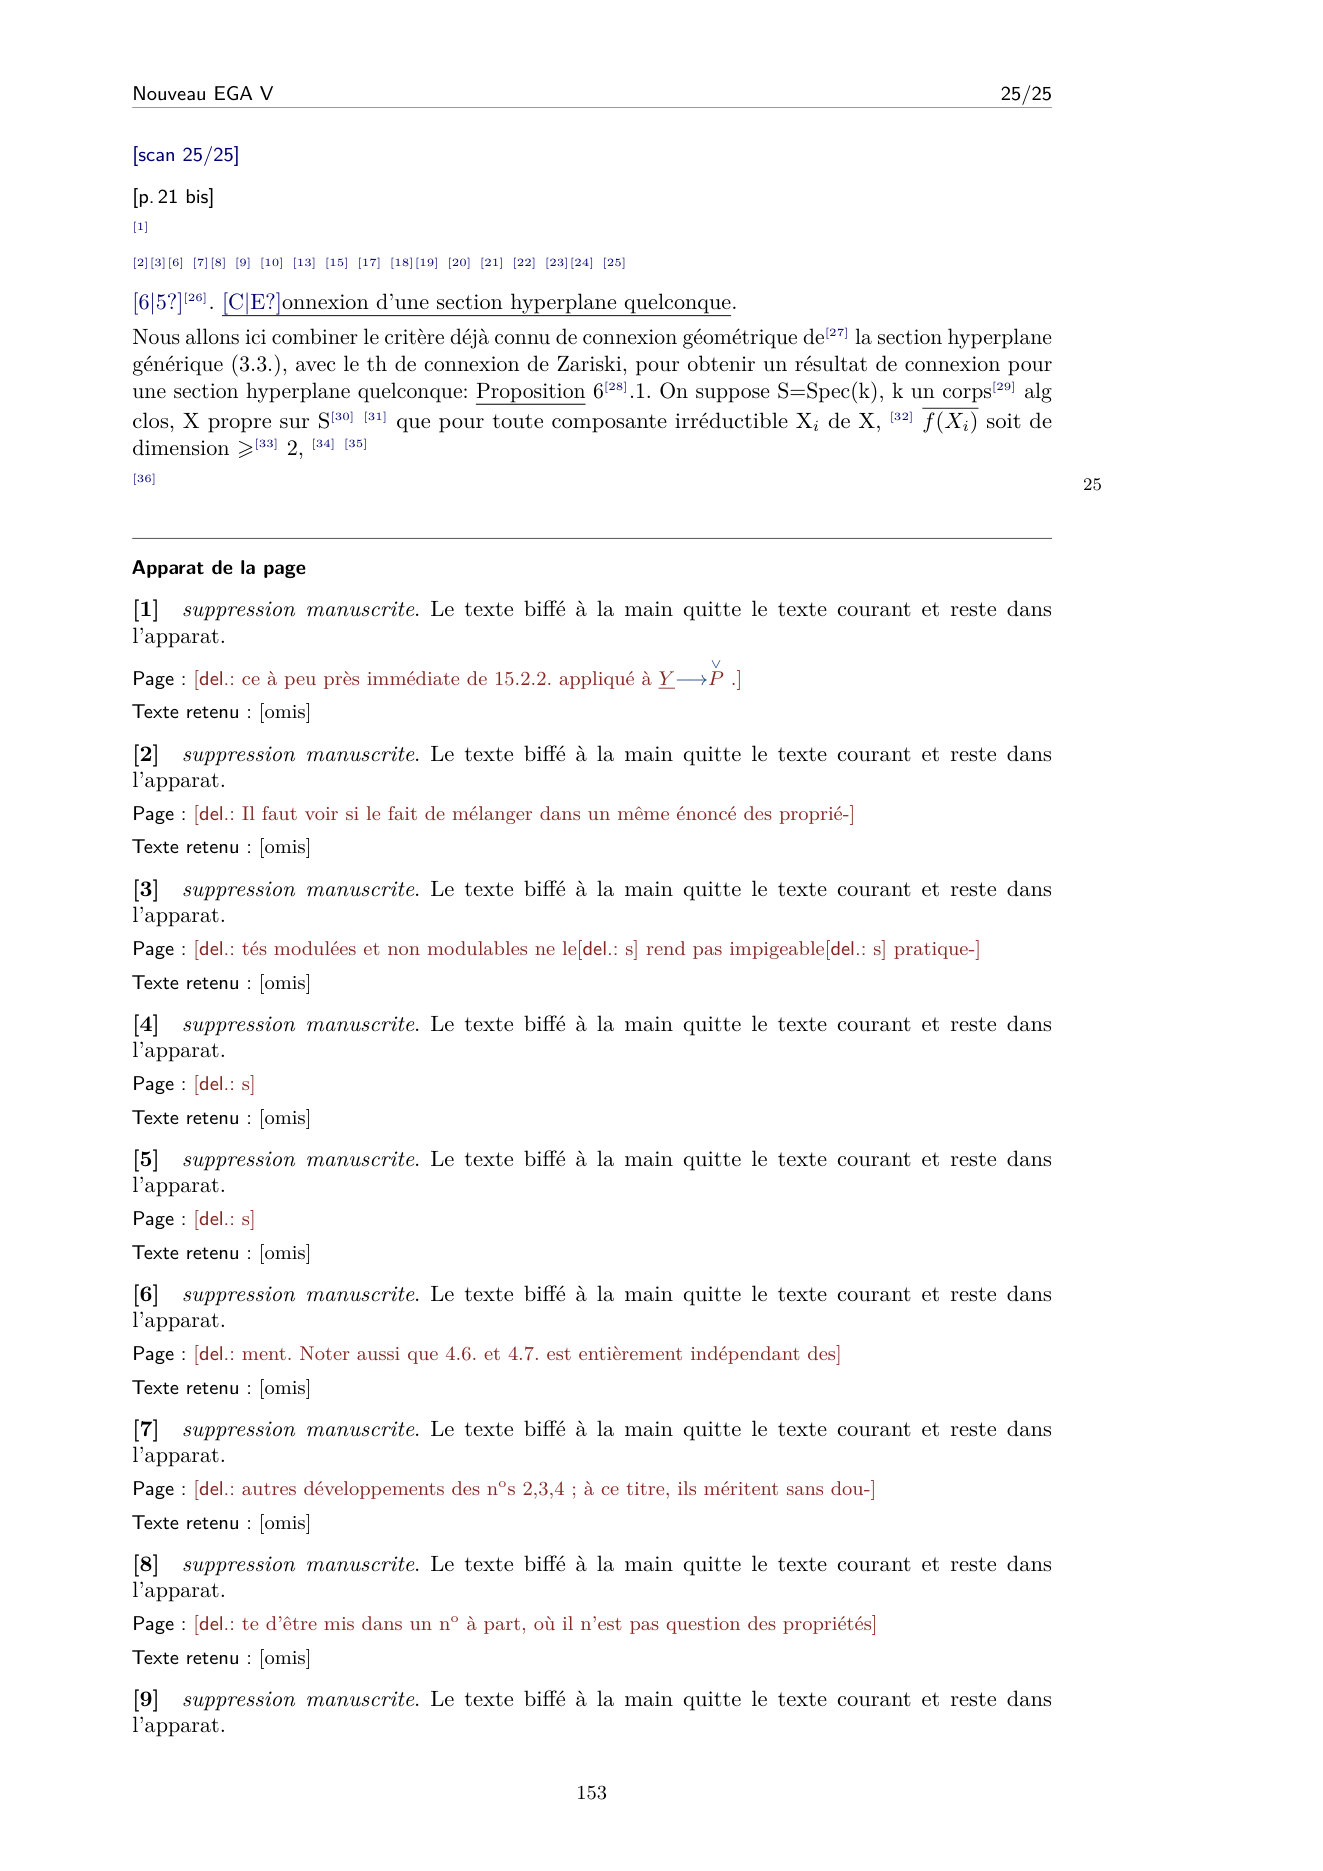 Nouveau EGA V 25/25
[scan 25/25]
[p. 21 bis]
[1]
[2][3][6] [7][8] [9] [10] [13] [15] [17] [18][19] [20] [21] [22] [23][24] [25]
[6|5?][26]. [C|E?]onnexion d'une section hyperplane quelconque.
Nous allons ici combiner le critère déjà connu de connexion géométrique de[27] la section hyperplane
générique (3.3.), avec le th de connexion de Zariski, pour obtenir un résultat de connexion pour
une section hyperplane quelconque: Proposition 6[28].1. On suppose S=Spec(k), k un corps[29] alg
clos, X propre sur S[30] [31] que pour toute composante irréductible Xᵢ de X, [32] f(Xᵢ) soit de
dimension ⩾[33] 2, [34] [35]
[36]
25
Apparat de la page
[1] suppression manuscrite. Le texte biffé à la main quitte le texte courant et reste dans
l'apparat.
Page : [del.: ce à peu près immédiate de 15.2.2. appliqué à Y⟶P̌ .]
Texte retenu : [omis]
[2] suppression manuscrite. Le texte biffé à la main quitte le texte courant et reste dans
l'apparat.
Page : [del.: Il faut voir si le fait de mélanger dans un même énoncé des proprié-]
Texte retenu : [omis]
[3] suppression manuscrite. Le texte biffé à la main quitte le texte courant et reste dans
l'apparat.
Page : [del.: tés modulées et non modulables ne le[del.: s] rend pas impigeable[del.: s] pratique-]
Texte retenu : [omis]
[4] suppression manuscrite. Le texte biffé à la main quitte le texte courant et reste dans
l'apparat.
Page : [del.: s]
Texte retenu : [omis]
[5] suppression manuscrite. Le texte biffé à la main quitte le texte courant et reste dans
l'apparat.
Page : [del.: s]
Texte retenu : [omis]
[6] suppression manuscrite. Le texte biffé à la main quitte le texte courant et reste dans
l'apparat.
Page : [del.: ment. Noter aussi que 4.6. et 4.7. est entièrement indépendant des]
Texte retenu : [omis]
[7] suppression manuscrite. Le texte biffé à la main quitte le texte courant et reste dans
l'apparat.
Page : [del.: autres développements des nºs 2,3,4 ; à ce titre, ils méritent sans dou-]
Texte retenu : [omis]
[8] suppression manuscrite. Le texte biffé à la main quitte le texte courant et reste dans
l'apparat.
Page : [del.: te d'être mis dans un nº à part, où il n'est pas question des propriétés]
Texte retenu : [omis]
[9] suppression manuscrite. Le texte biffé à la main quitte le texte courant et reste dans
l'apparat.
153